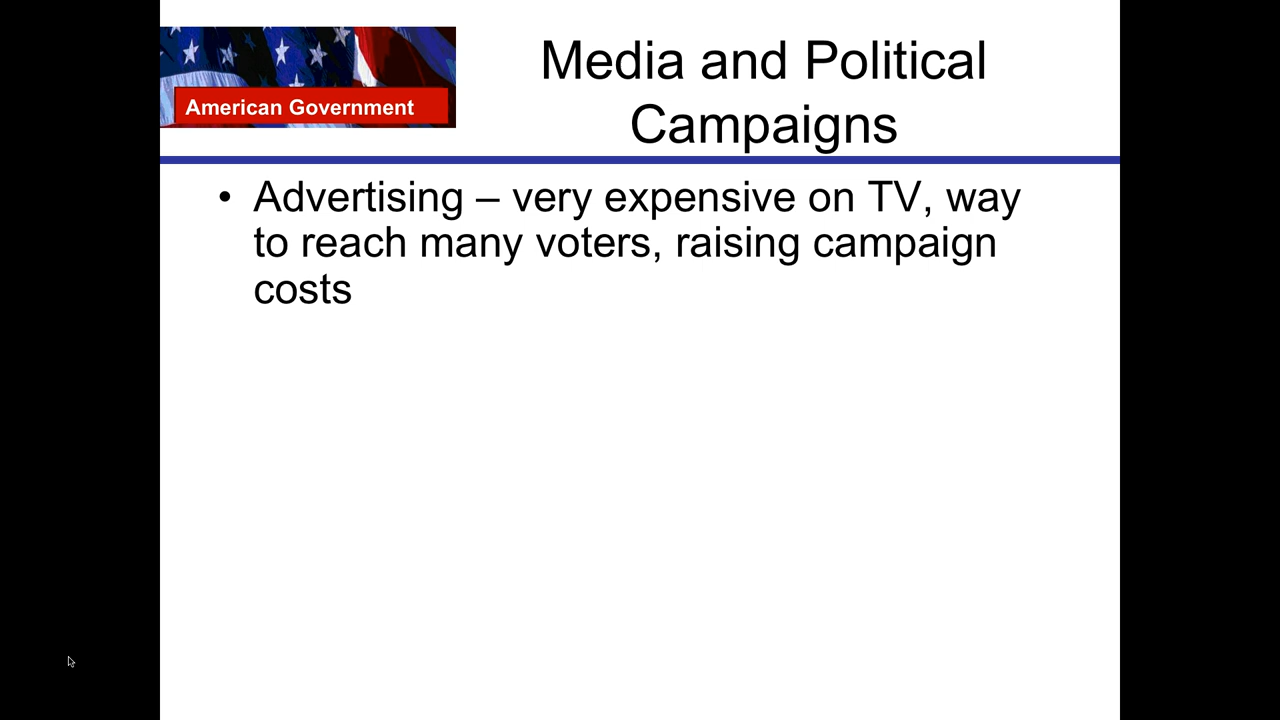 American Government
Media and Political
Campaigns
• Advertising – very expensive on TV, way
to reach many voters, raising campaign
costs